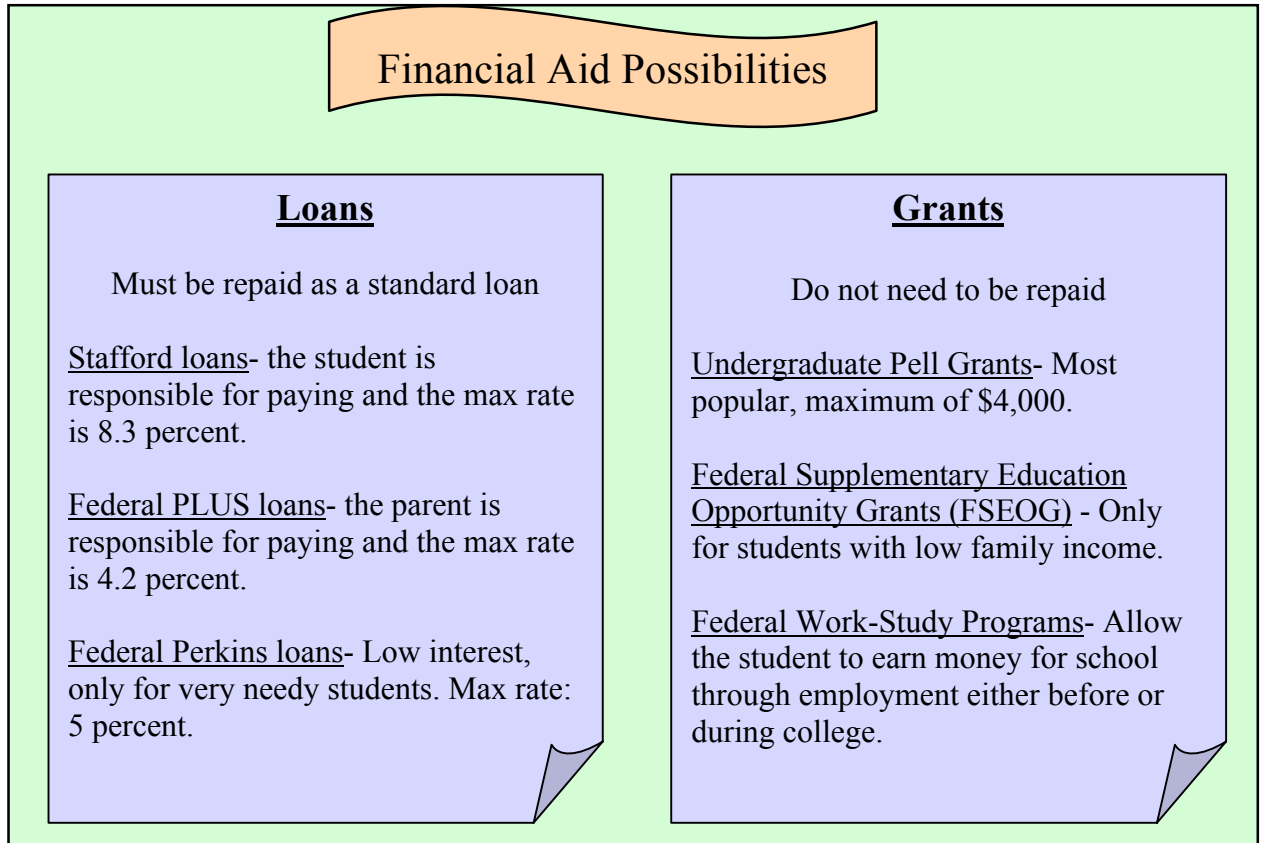 Financial Aid Possibilities
Loans
Must be repaid as a standard loan
Stafford loans- the student is
responsible for paying and the max rate
is 8.3 percent.
Federal PLUS loans- the parent is
responsible for paying and the max rate
is 4.2 percent.
Federal Perkins loans- Low interest,
only for very needy students. Max rate:
5 percent.
Grants
Do not need to be repaid
Undergraduate Pell Grants- Most
popular, maximum of $4,000.
Federal Supplementary Education
Opportunity Grants (FSEOG) - Only
for students with low family income.
Federal Work-Study Programs- Allow
the student to earn money for school
through employment either before or
during college.